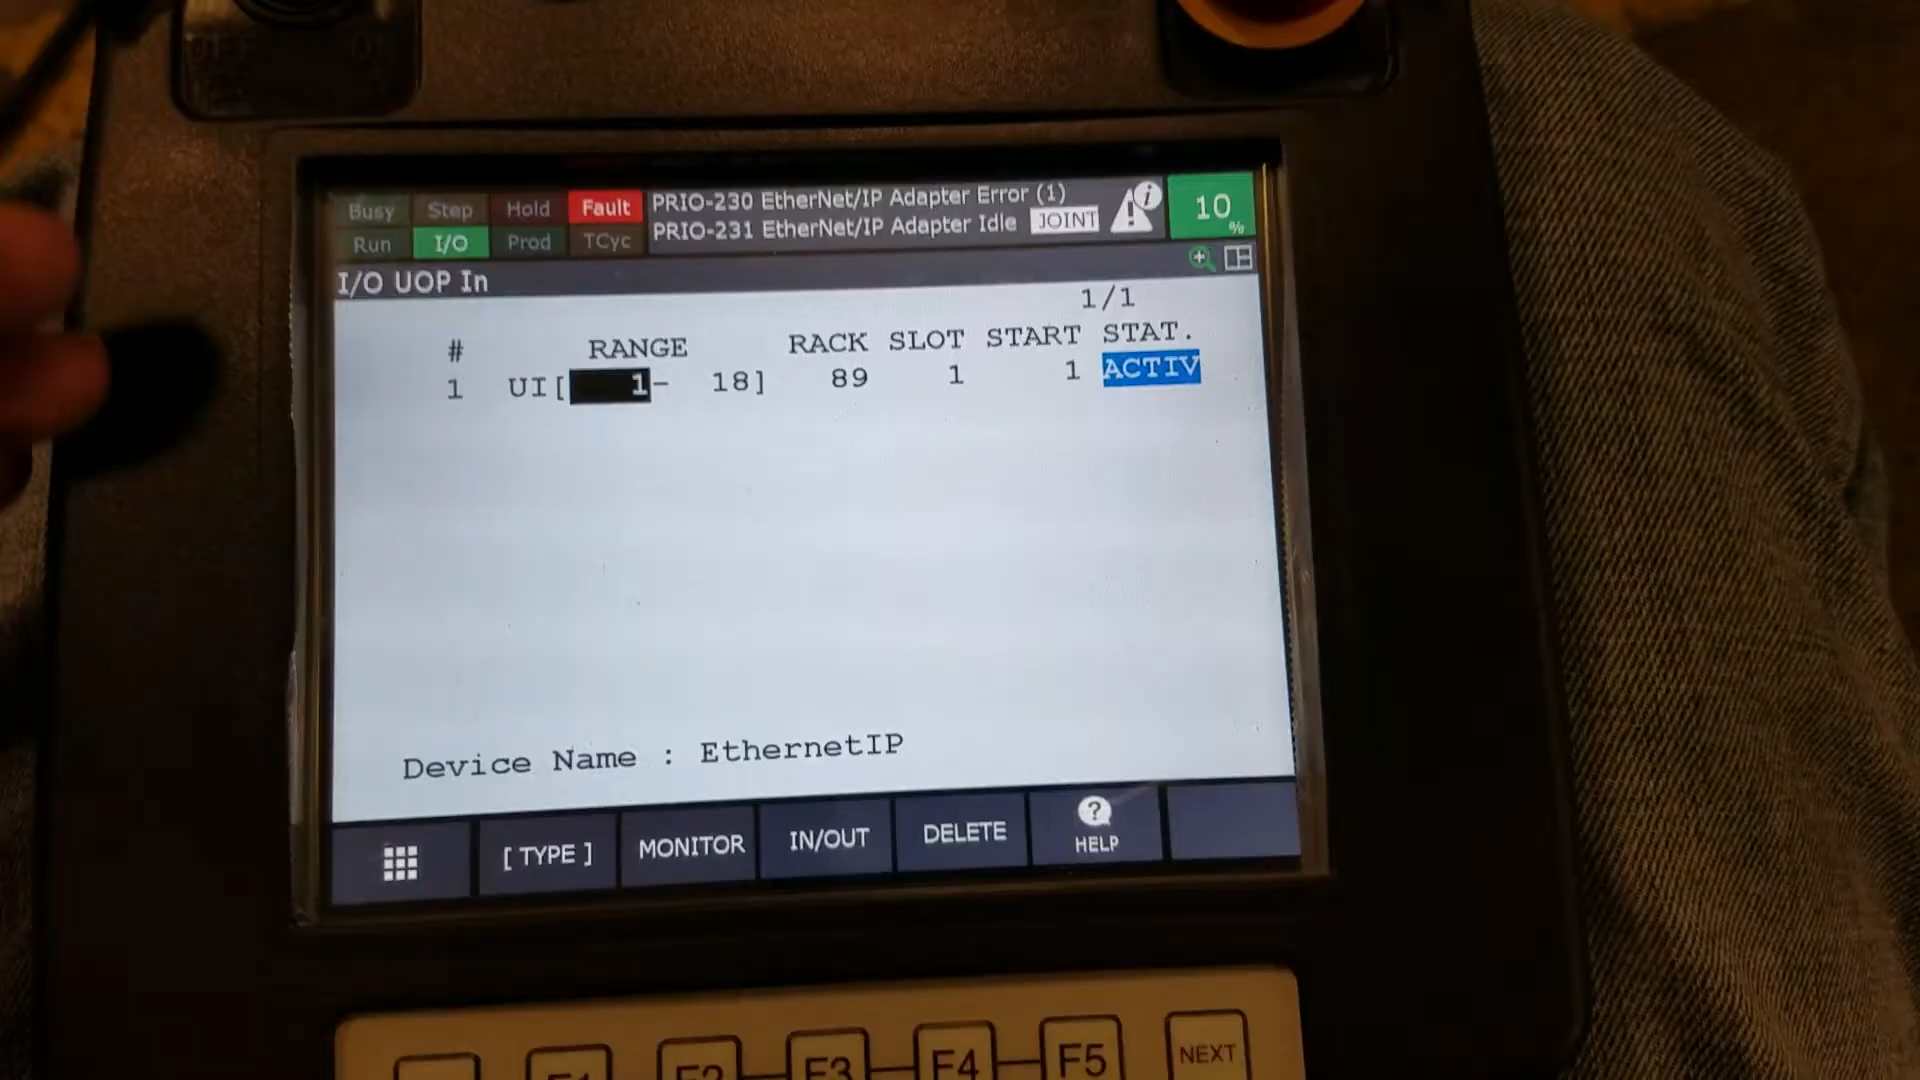 OFF
Busy Step Hold Fault PRIO-230 EtherNet/IP Adapter Error (1)
Run I/O Prod TCyc PRIO-231 EtherNet/IP Adapter Idle JOINT 10 %
I/O UOP In
1/1
# RANGE RACK SLOT START STAT.
1 UI[ 1- 18] 89 1 1 ACTIV
Device Name : EthernetIP
[ TYPE ] MONITOR IN/OUT DELETE ? HELP
F1 F2 F3 F4 F5 NEXT